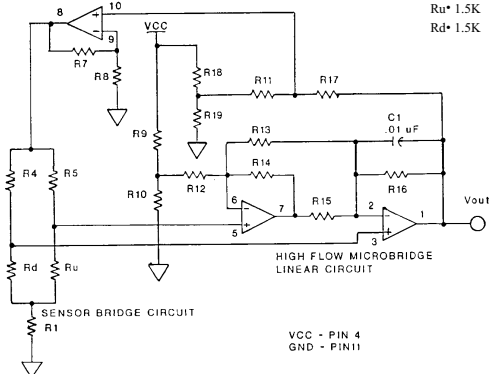 Ru• 1.5K
Rd• 1.5K
8
10
9
VCC
R7
R8
R18
R11
R17
R19
R9
R13
C1
.01 uF
R14
R4
R5
R10
R12
R16
R15
Vout
6
7
5
2
1
3
Rd
Ru
HIGH FLOW MICROBRIDGE
LINEAR CIRCUIT
SENSOR BRIDGE CIRCUIT
R1
VCC - PIN 4
GND - PIN11